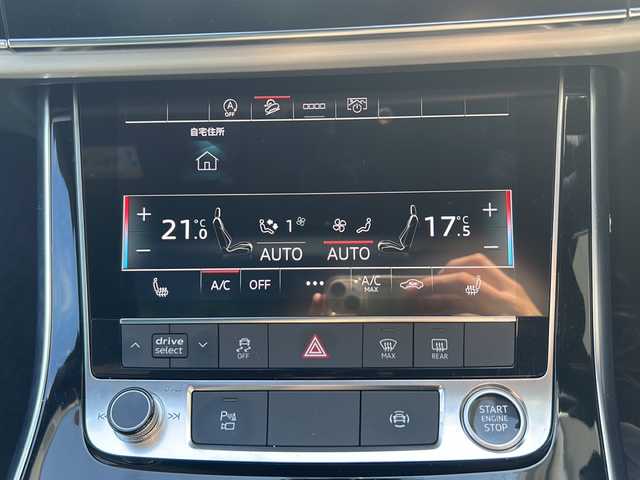 A
OFF
自宅住所
+ 21.0 °C 1 17.5 °C +
- AUTO AUTO -
A/C OFF ••• A/C MAX
drive select OFF MAX REAR
P
START ENGINE STOP